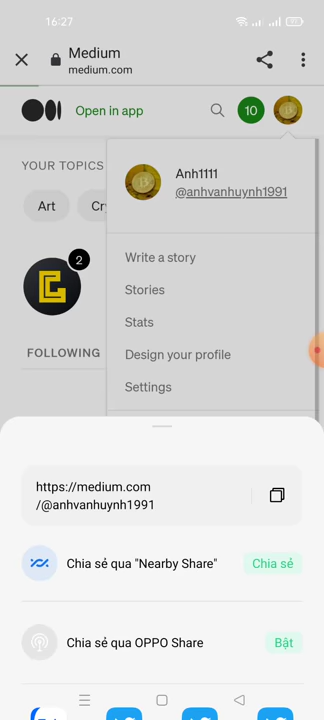 16:27
Medium
medium.com
Open in app
10
YOUR TOPICS
Art
Cry
2
FOLLOWING
Anh1111
@anhvanhuynh1991
Write a story
Stories
Stats
Design your profile
Settings
https://medium.com
/@anhvanhuynh1991
Chia sẻ qua "Nearby Share"
Chia sẻ
Chia sẻ qua OPPO Share
Bật